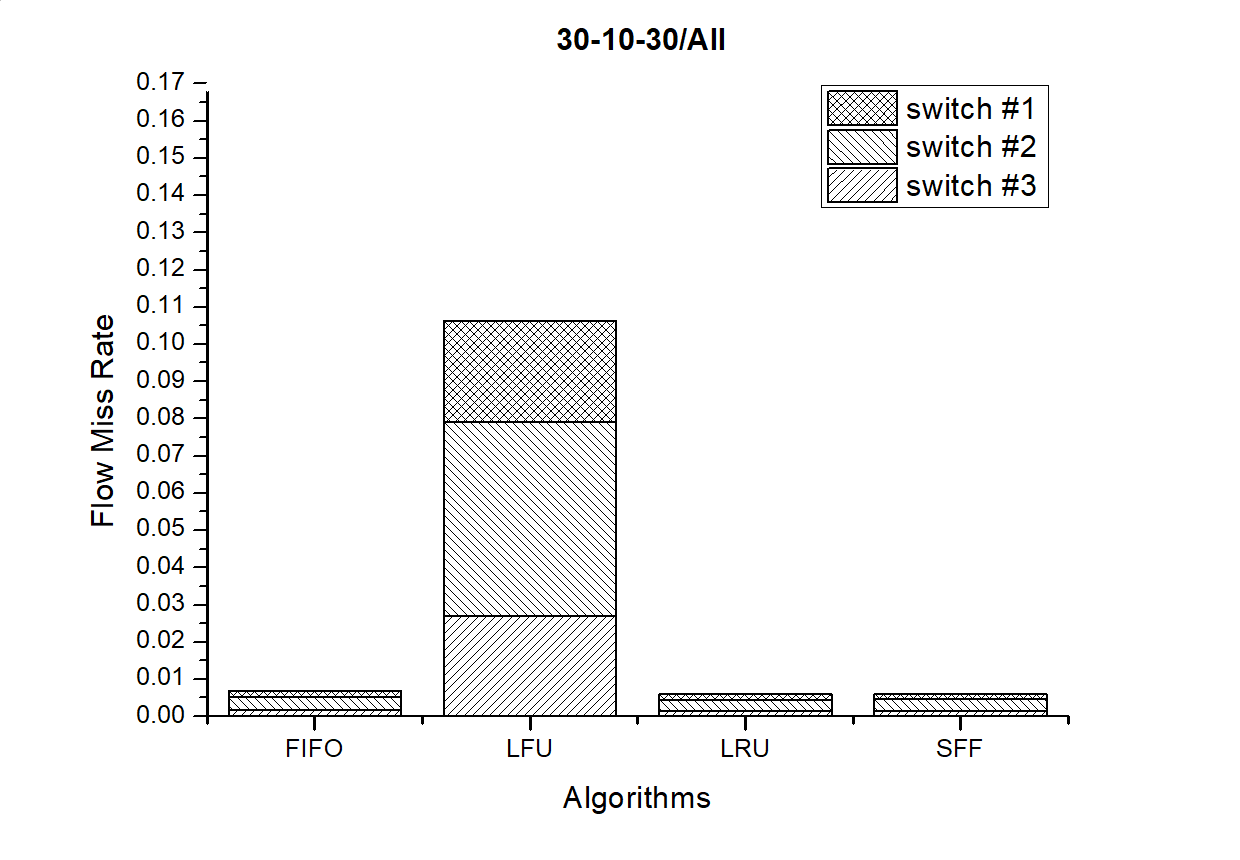 30-10-30/All
switch #1
switch #2
switch #3
0.17
0.16
0.15
0.14
0.13
0.12
0.11
0.10
0.09
0.08
0.07
0.06
0.05
0.04
0.03
0.02
0.01
0.00
Flow Miss Rate
FIFO LFU LRU SFF
Algorithms